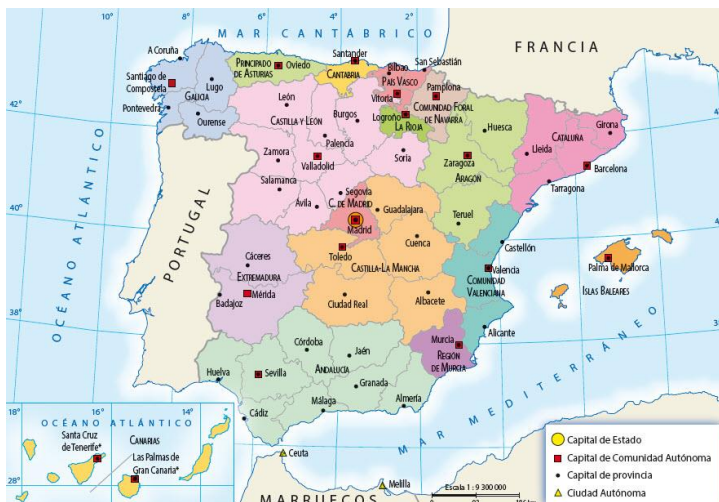 MAR CANTÁBRICO
8°
6°
4°
2°
0°
2°
FRANCIA
A Coruña
Santander
Bilbao
San Sebastián
PRINCIPADO
DE ASTURIAS
Oviedo
CANTABRIA
PAÍS VASCO
Santiago de
Compostela
Lugo
Vitoria
Pamplona
COMUNIDAD FORAL
DE NAVARRA
GALICIA
Pontevedra
Ourense
León
Burgos
Logroño
LA RIOJA
Huesca
CATALUÑA
Girona
42°
42°
CASTILLA Y LEÓN
Palencia
Zamora
Valladolid
Soria
Zaragoza
ARAGÓN
Lleida
Barcelona
Tarragona
Salamanca
Segovia
Ávila
C. DE MADRID
Guadalajara
Madrid
Teruel
40°
40°
OCÉANO ATLÁNTICO
PORTUGAL
Cáceres
EXTREMADURA
Badajoz
Mérida
Toledo
Cuenca
CASTILLA-LA MANCHA
Ciudad Real
Albacete
Castellón
Valencia
COMUNIDAD
VALENCIANA
Alicante
Palma de Mallorca
ISLAS BALEARES
38°
38°
Murcia
REGIÓN
DE MURCIA
Córdoba
Jaén
ANDALUCÍA
Huelva
Sevilla
Granada
Málaga
Almería
Cádiz
MAR MEDITERRÁNEO
Ceuta
Melilla
MARRUECOS
18°
16°
14°
18°
28°
28°
OCÉANO ATLÁNTICO
CANARIAS
Santa Cruz
de Tenerife*
Las Palmas de
Gran Canaria*
Escala 1 : 9 300 000
Capital de Estado
Capital de Comunidad Autónoma
Capital de provincia
Ciudad Autónoma